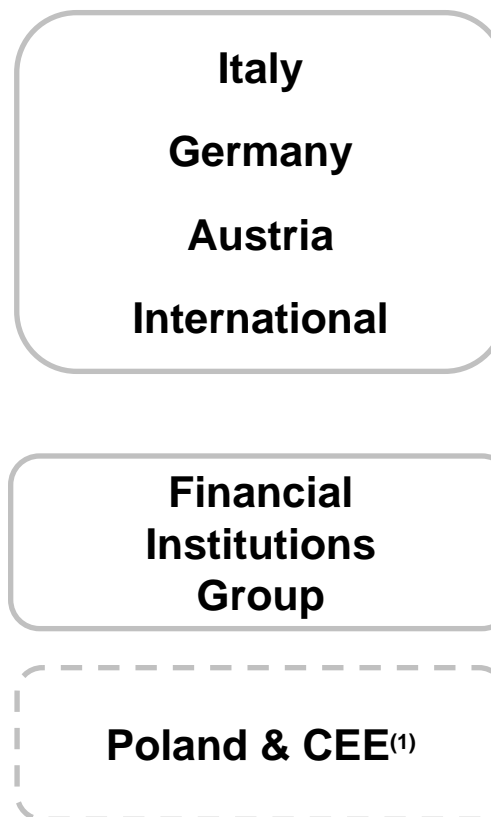 Italy
Germany
Austria
International
Financial
Institutions
Group
Poland & CEE(1)